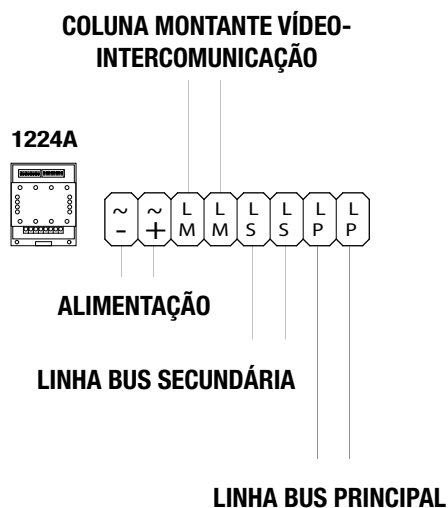 COLUNA MONTANTE VÍDEO-
INTERCOMUNICAÇÃO
1224A
~ ~ L L L L L L
- + M M S S P P
ALIMENTAÇÃO
LINHA BUS SECUNDÁRIA
LINHA BUS PRINCIPAL